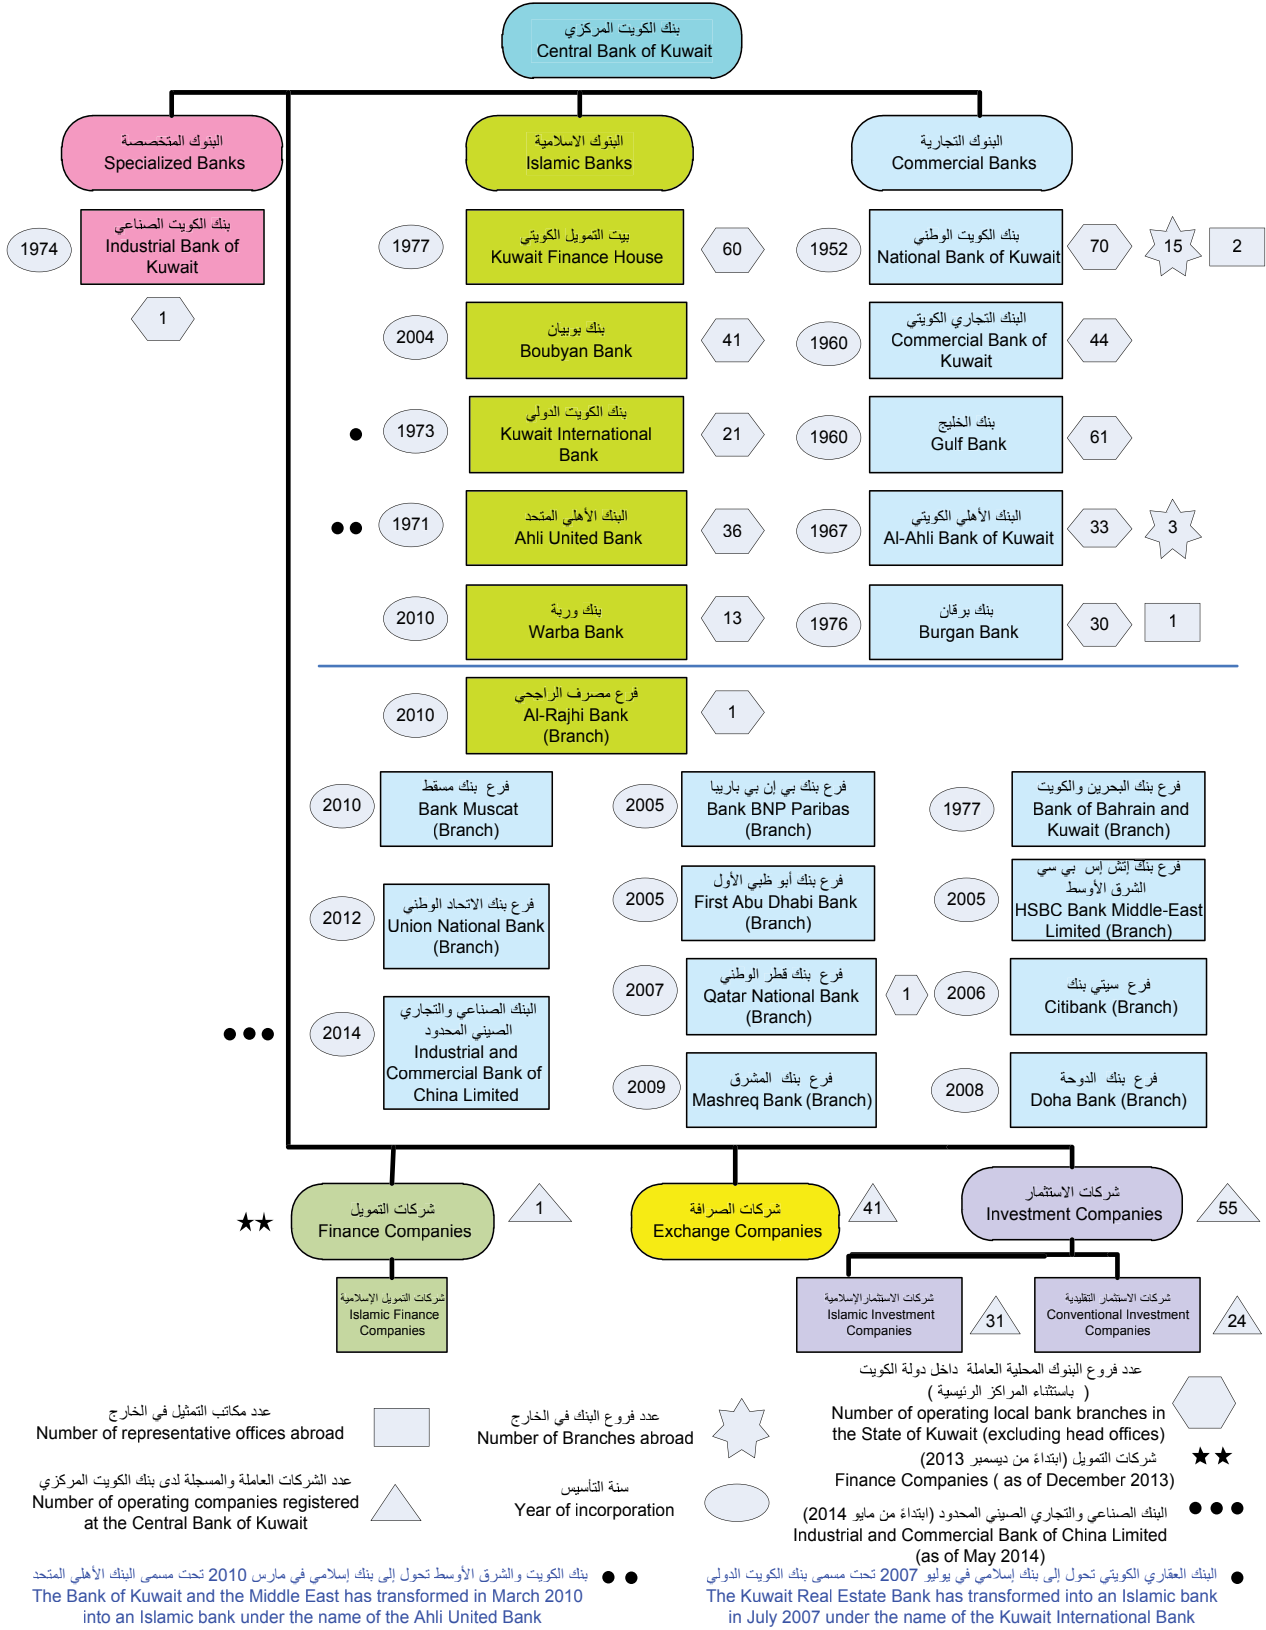 بنك الكويت المركزي
Central Bank of Kuwait
البنوك المتخصصة
Specialized Banks
البنوك الاسلامية
Islamic Banks
البنوك التجارية
Commercial Banks
1974
بنك الكويت الصناعي
Industrial Bank of
Kuwait
1
1977
بيت التمويل الكويتي
Kuwait Finance House
60
1952
بنك الكويت الوطني
National Bank of Kuwait
70
15
2
2004
بنك بوبيان
Boubyan Bank
41
1960
البنك التجاري الكويتي
Commercial Bank of
Kuwait
44
1973
بنك الكويت الدولي
Kuwait International
Bank
21
1960
بنك الخليج
Gulf Bank
61
1971
البنك الأهلي المتحد
Ahli United Bank
36
1967
البنك الأهلي الكويتي
Al-Ahli Bank of Kuwait
33
3
2010
بنك وربة
Warba Bank
13
1976
بنك برقان
Burgan Bank
30
1
2010
فرع مصرف الراجحي
Al-Rajhi Bank
(Branch)
1
2010
فرع بنك مسقط
Bank Muscat
(Branch)
2005
فرع بنك بي إن بي باريبا
Bank BNP Paribas
(Branch)
1977
فرع بنك البحرين والكويت
Bank of Bahrain and
Kuwait (Branch)
2012
فرع بنك الاتحاد الوطني
Union National Bank
(Branch)
2005
فرع بنك أبو ظبي الأول
First Abu Dhabi Bank
(Branch)
2005
فرع بنك إتش إس بي سي
الشرق الأوسط
HSBC Bank Middle-East
Limited (Branch)
2007
فرع بنك قطر الوطني
Qatar National Bank
(Branch)
1
2006
فرع سيتي بنك
Citibank (Branch)
2014
البنك الصناعي والتجاري
الصيني المحدود
Industrial and
Commercial Bank of
China Limited
2009
فرع بنك المشرق
Mashreq Bank (Branch)
2008
فرع بنك الدوحة
Doha Bank (Branch)
شركات التمويل
Finance Companies
1
شركات الصرافة
Exchange Companies
41
شركات الاستثمار
Investment Companies
55
شركات التمويل الإسلامية
Islamic Finance
Companies
شركات الاستثمار الإسلامية
Islamic Investment
Companies
31
شركات الاستثمار التقليدية
Conventional Investment
Companies
24
عدد مكاتب التمثيل في الخارج
Number of representative offices abroad
عدد فروع البنك في الخارج
Number of Branches abroad
عدد فروع البنوك المحلية العاملة داخل دولة الكويت
( باستثناء المراكز الرئيسية )
Number of operating local bank branches in
the State of Kuwait (excluding head offices)
شركات التمويل (ابتداءً من ديسمبر 2013)
Finance Companies ( as of December 2013)
عدد الشركات العاملة والمسجلة لدى بنك الكويت المركزي
Number of operating companies registered
at the Central Bank of Kuwait
سنة التأسيس
Year of incorporation
البنك الصناعي والتجاري الصيني المحدود (ابتداءً من مايو 2014)
Industrial and Commercial Bank of China Limited
(as of May 2014)
بنك الكويت والشرق الأوسط تحول إلى بنك إسلامي في مارس 2010 تحت مسمى البنك الأهلي المتحد
The Bank of Kuwait and the Middle East has transformed in March 2010
into an Islamic bank under the name of the Ahli United Bank
البنك العقاري الكويتي تحول إلى بنك إسلامي في يوليو 2007 تحت مسمى بنك الكويت الدولي
The Kuwait Real Estate Bank has transformed into an Islamic bank
in July 2007 under the name of the Kuwait International Bank